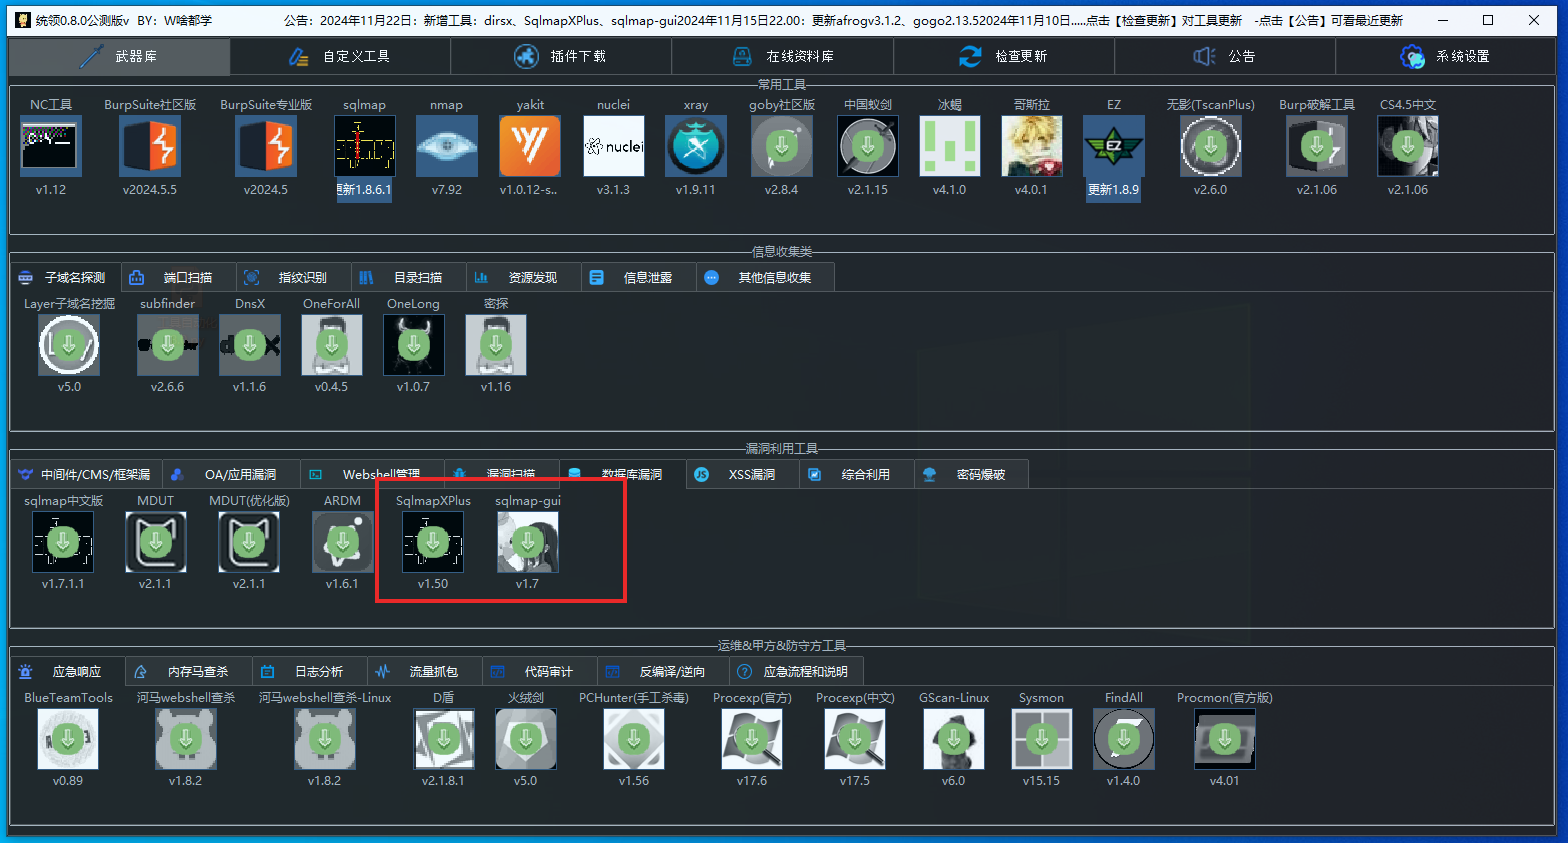 统领0.8.0公测版v BY：W啥都学 公告：2024年11月22日：新增工具：dirsx、SqlmapXPlus、sqlmap-gui2024年11月15日22.00：更新afrogv3.1.2、gogo2.13.52024年11月10日.....点击【检查更新】对工具更新 -点击【公告】可看最近更新
武器库 自定义工具 插件下载 在线资料库 检查更新 公告 系统设置
常用工具
NC工具 BurpSuite社区版 BurpSuite专业版 sqlmap nmap yakit nuclei xray goby社区版 中国蚁剑 冰蝎 哥斯拉 EZ 无影(TscanPlus) Burp破解工具 CS4.5中文
nuclei EZ
v1.12 v2024.5.5 v2024.5 更新1.8.6.1 v7.92 v1.0.12-s.. v3.1.3 v1.9.11 v2.8.4 v2.1.15 v4.1.0 v4.0.1 更新1.8.9 v2.6.0 v2.1.06 v2.1.06
信息收集类
子域名探测 端口扫描 指纹识别 目录扫描 资源发现 信息泄露 其他信息收集
Layer子域名挖掘 subfinder DnsX OneForAll OneLong 密探
v5.0 v2.6.6 v1.1.6 v0.4.5 v1.0.7 v1.16
漏洞利用工具
中间件/CMS/框架漏 OA/应用漏洞 Webshell管理 漏洞扫描 数据库漏洞 JS XSS漏洞 综合利用 密码爆破
sqlmap中文版 MDUT MDUT(优化版) ARDM SqlmapXPlus sqlmap-gui
v1.7.1.1 v2.1.1 v2.1.1 v1.6.1 v1.50 v1.7
运维&甲方&防守方工具
应急响应 内存马查杀 日志分析 流量抓包 代码审计 反编译/逆向 应急流程和说明
BlueTeamTools 河马webshell查杀 河马webshell查杀-Linux D盾 火绒剑 PCHunter(手工杀毒) Procexp(官方) Procexp(中文) GScan-Linux Sysmon FindAll Procmon(官方版)
v0.89 v1.8.2 v1.8.2 v2.1.8.1 v5.0 v1.56 v17.6 v17.5 v6.0 v15.15 v1.4.0 v4.01